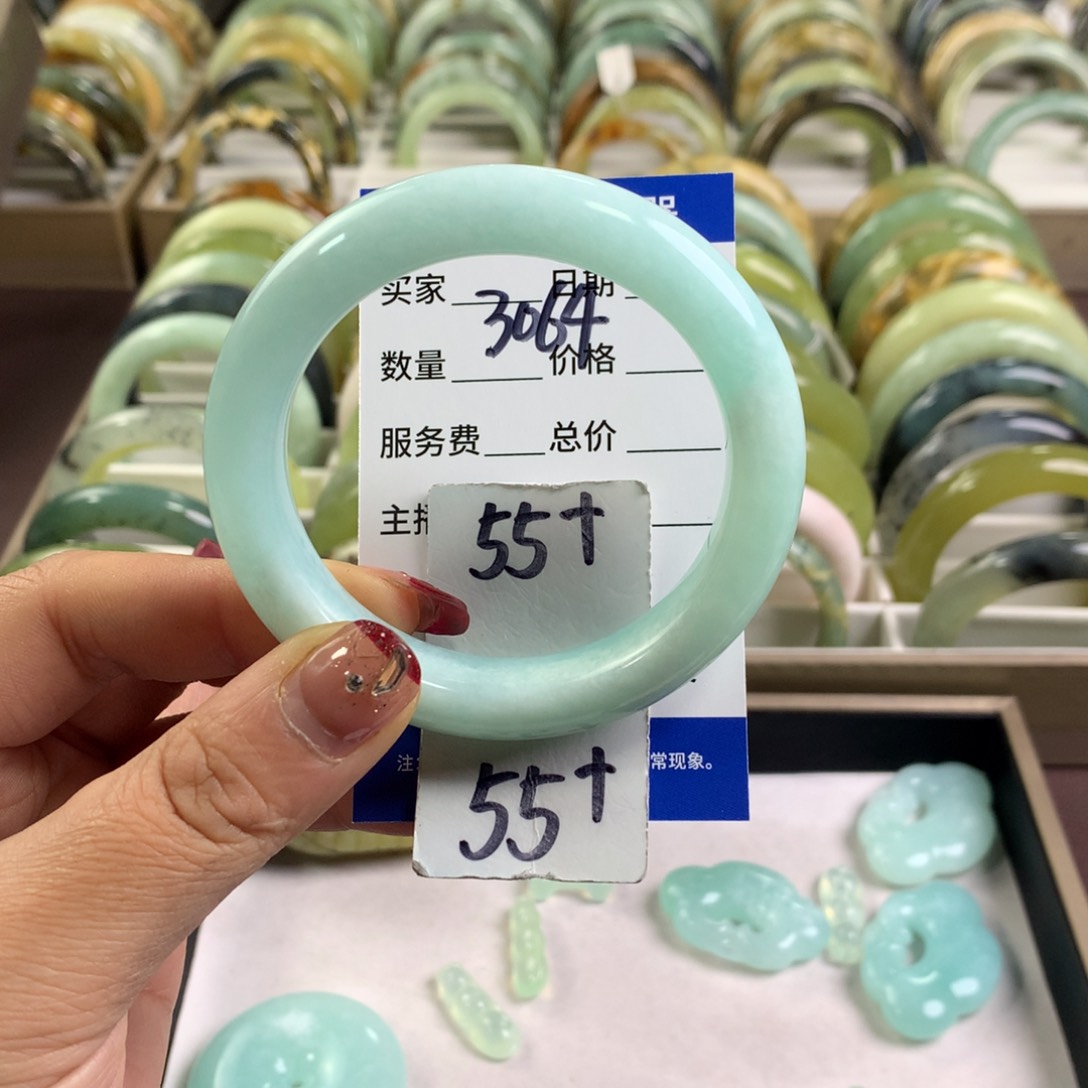 买家 日期
3064
数量 价格
服务费 总价
主播
55+
常现象。
注
55+